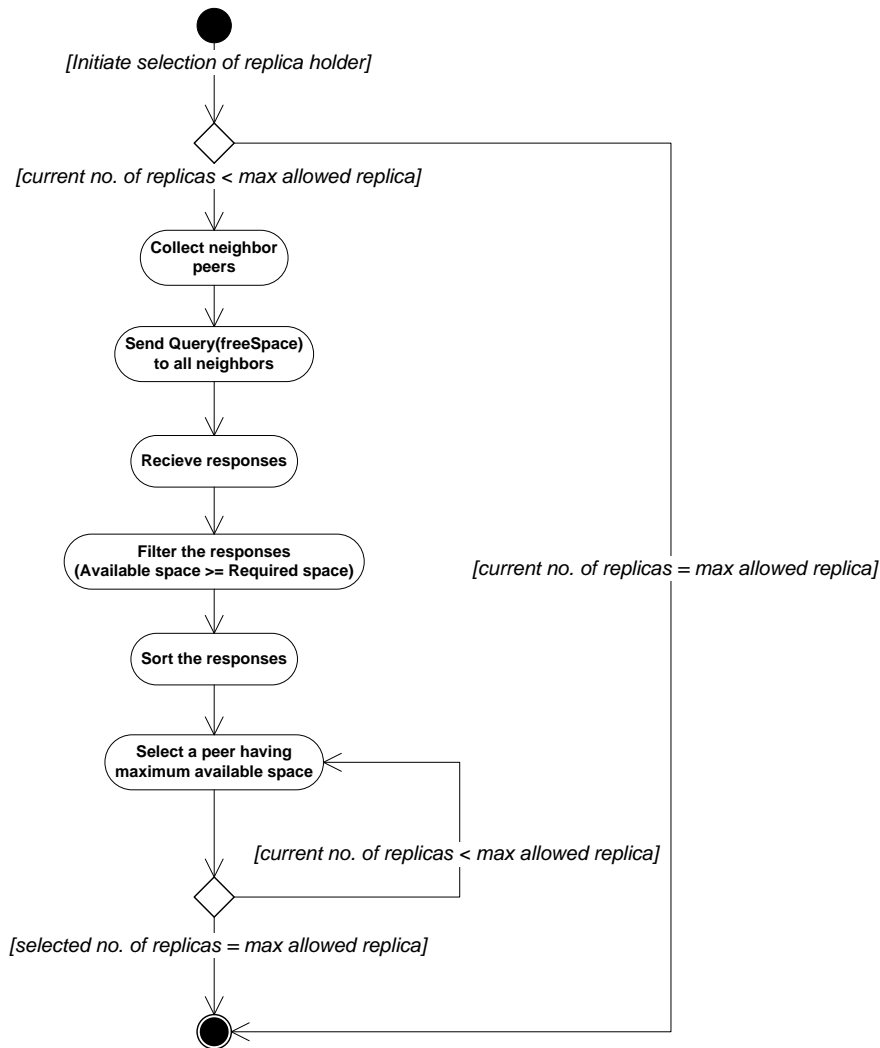 [Initiate selection of replica holder]
[current no. of replicas < max allowed replica]
Collect neighbor
peers
Send Query(freeSpace)
to all neighbors
Recieve responses
Filter the responses
(Available space >= Required space)
[current no. of replicas = max allowed replica]
Sort the responses
Select a peer having
maximum available space
[current no. of replicas < max allowed replica]
[selected no. of replicas = max allowed replica]